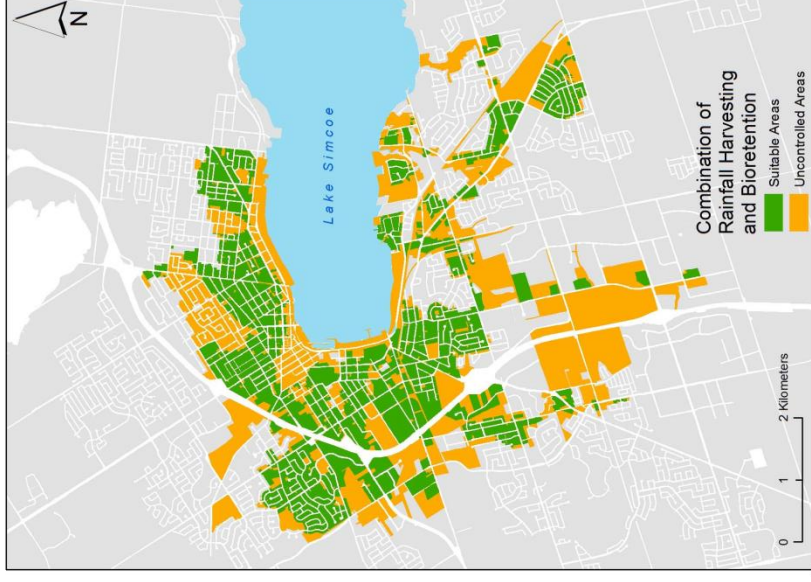 N
Lake Simcoe
Combination of
Rainfall Harvesting
and Bioretention
Suitable Areas
Uncontrolled Areas
0 1 2 Kilometers